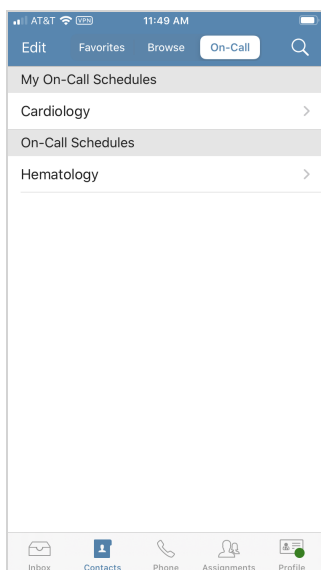 AT&T VPN 11:49 AM
Edit Favorites Browse On-Call
My On-Call Schedules
Cardiology
On-Call Schedules
Hematology
Inbox Contacts Phone Assignments Profile